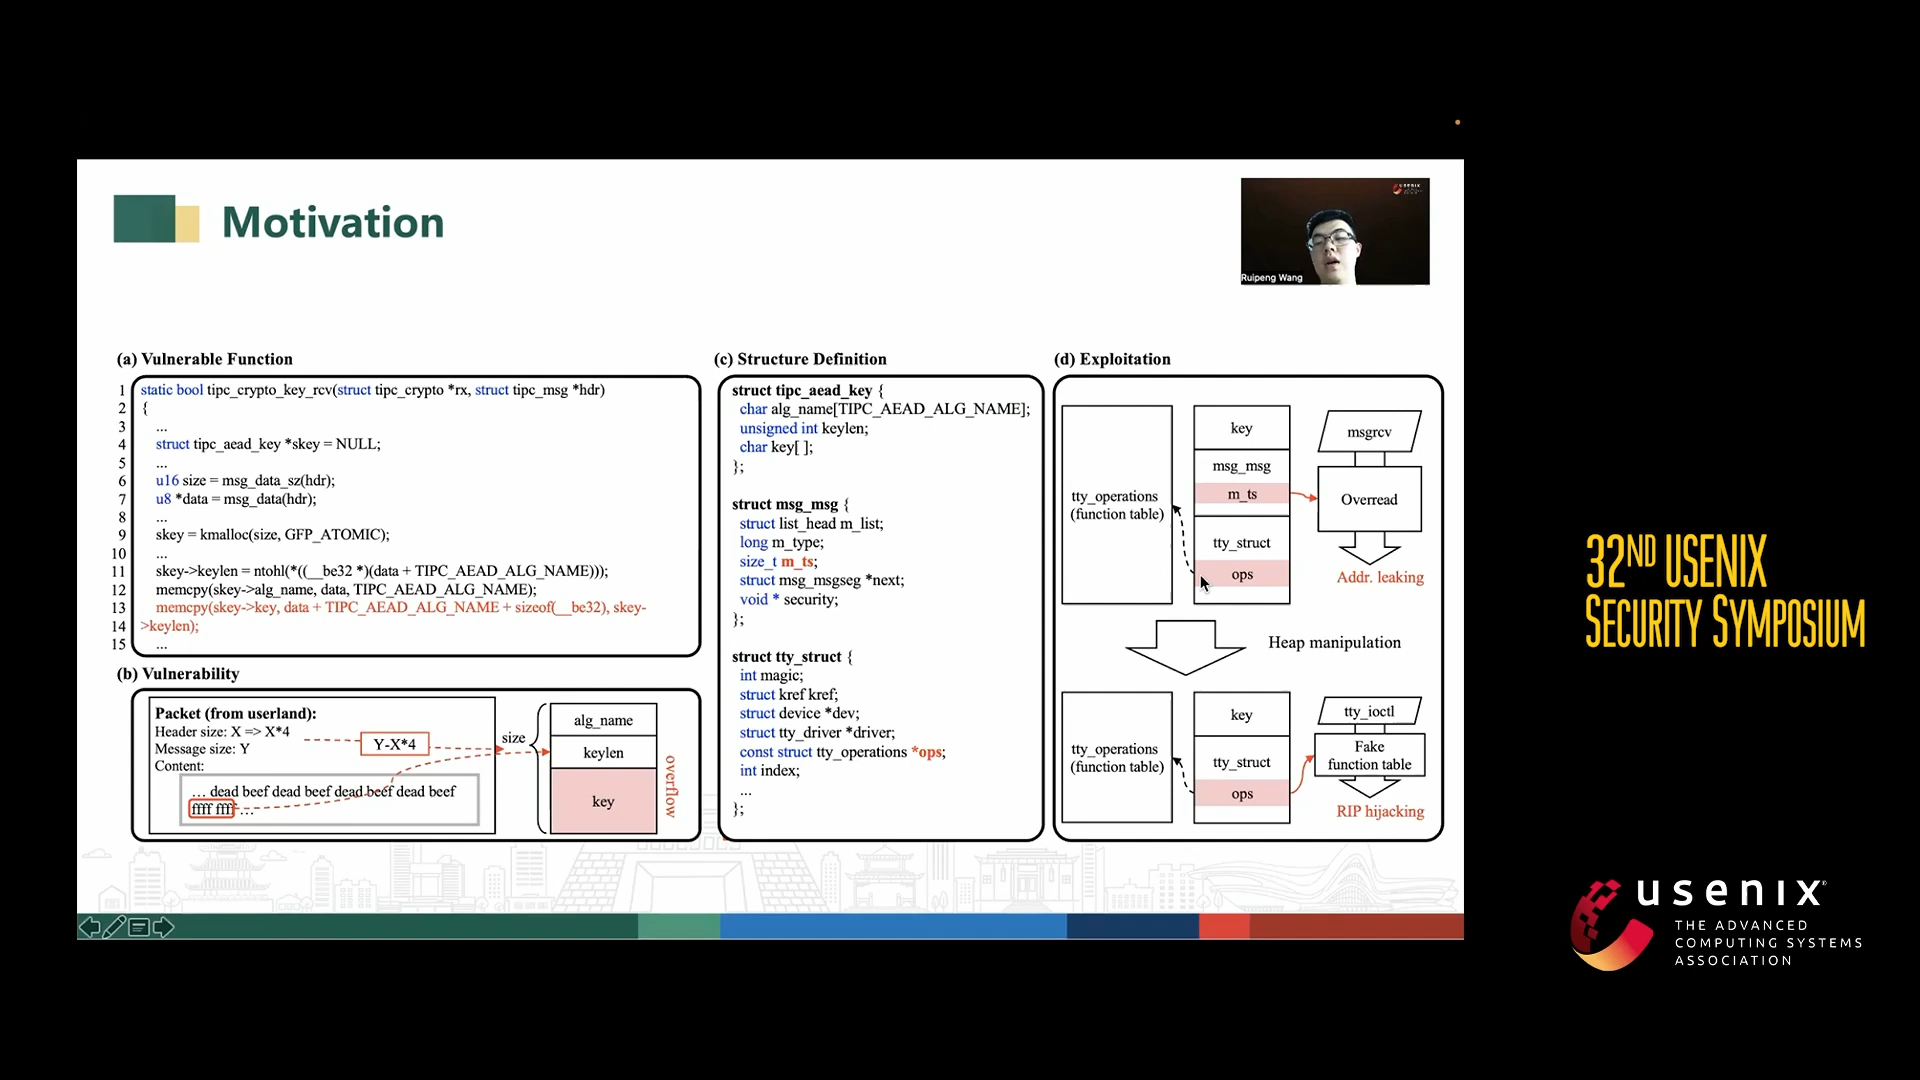 Motivation
usenix
Ruipeng Wang
(a) Vulnerable Function
1 static bool tipc_crypto_key_rcv(struct tipc_crypto *rx, struct tipc_msg *hdr)
2 {
3 ...
4 struct tipc_aead_key *skey = NULL;
5 ...
6 u16 size = msg_data_sz(hdr);
7 u8 *data = msg_data(hdr);
8 ...
9 skey = kmalloc(size, GFP_ATOMIC);
10 ...
11 skey->keylen = ntohl(*((__be32 *)(data + TIPC_AEAD_ALG_NAME)));
12 memcpy(skey->alg_name, data, TIPC_AEAD_ALG_NAME);
13 memcpy(skey->key, data + TIPC_AEAD_ALG_NAME + sizeof(__be32), skey-
14 >keylen);
15 ...
(b) Vulnerability
Packet (from userland):
Header size: X => X*4
Message size: Y
Content:
... dead beef dead beef dead beef dead beef
ffff ffff ...
Y-X*4
size
alg_name
keylen
key
overflow
(c) Structure Definition
struct tipc_aead_key {
char alg_name[TIPC_AEAD_ALG_NAME];
unsigned int keylen;
char key[ ];
};
struct msg_msg {
struct list_head m_list;
long m_type;
size_t m_ts;
struct msg_msgseg *next;
void * security;
};
struct tty_struct {
int magic;
struct kref kref;
struct device *dev;
struct tty_driver *driver;
const struct tty_operations *ops;
int index;
...
};
(d) Exploitation
tty_operations
(function table)
key
msg_msg
m_ts
tty_struct
ops
msgrcv
Overread
Addr. leaking
Heap manipulation
tty_operations
(function table)
key
tty_struct
ops
tty_ioctl
Fake
function table
RIP hijacking
32ND USENIX
SECURITY SYMPOSIUM
usenix
THE ADVANCED
COMPUTING SYSTEMS
ASSOCIATION